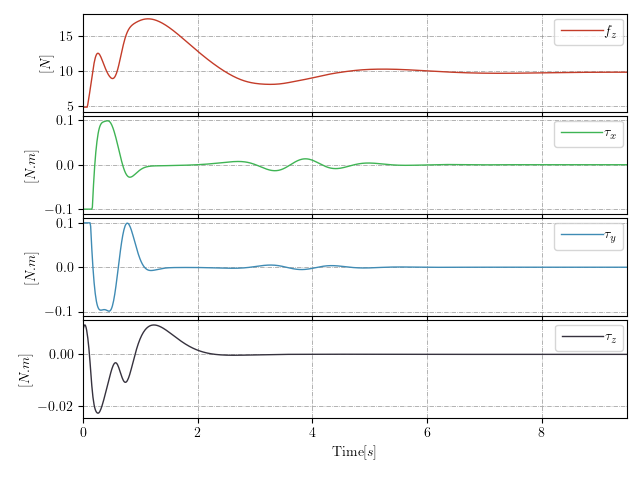 15
10
5
[N]
f_z
0.1
0.0
−0.1
[N.m]
τ_x
0.1
0.0
−0.1
[N.m]
τ_y
0.00
−0.02
[N.m]
τ_z
0 2 4 6 8
Time[s]